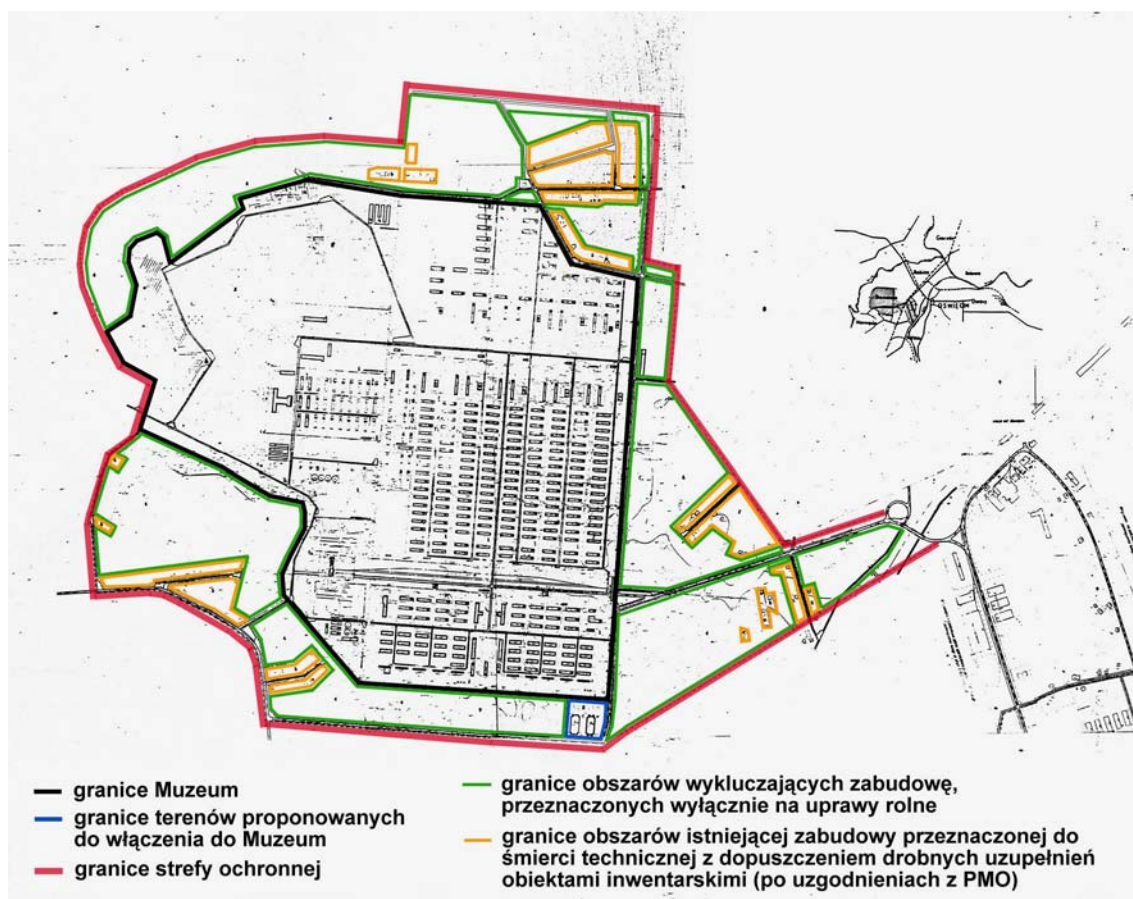 OŚWIĘCIM
granice Muzeum
granice terenów proponowanych
do włączenia do Muzeum
granice strefy ochronnej
granice obszarów wykluczających zabudowę,
przeznaczonych wyłącznie na uprawy rolne
granice obszarów istniejącej zabudowy przeznaczonej do
śmierci technicznej z dopuszczeniem drobnych uzupełnień
obiektami inwentarskimi (po uzgodnieniach z PMO)